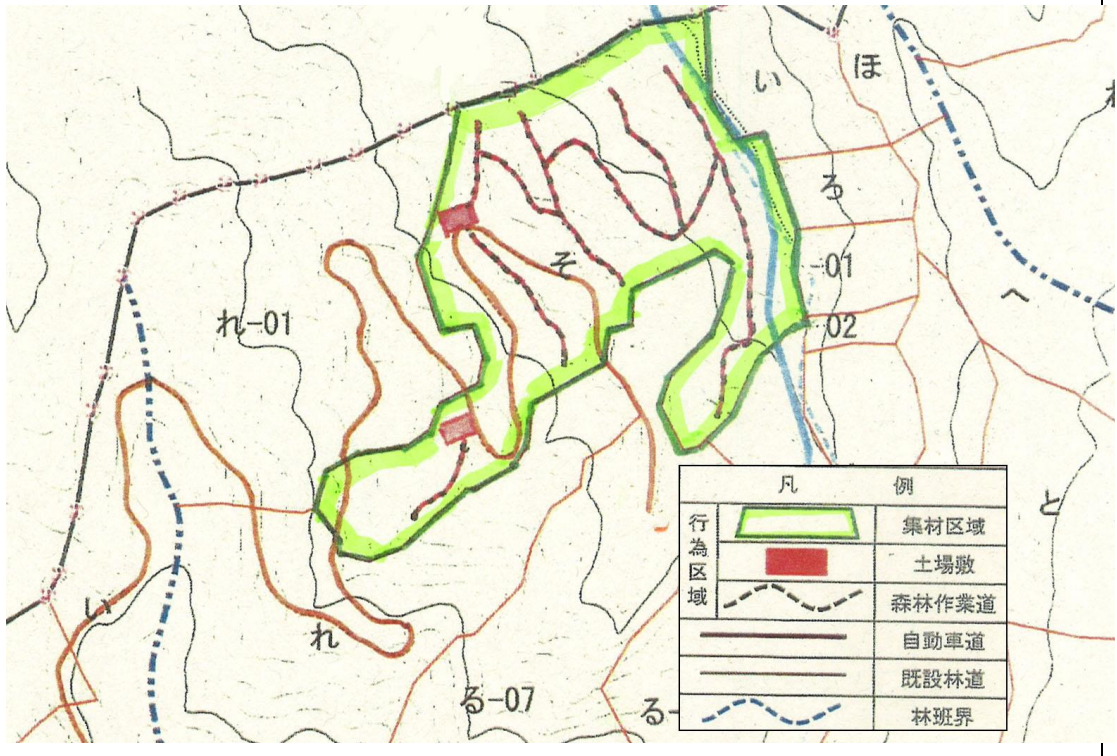 ほ
い
ろ
そ
-01
へ
れ-01
02
と
い
れ
る-07
る-
凡 例
行為区域
集材区域
土場敷
森林作業道
自動車道
既設林道
林班界